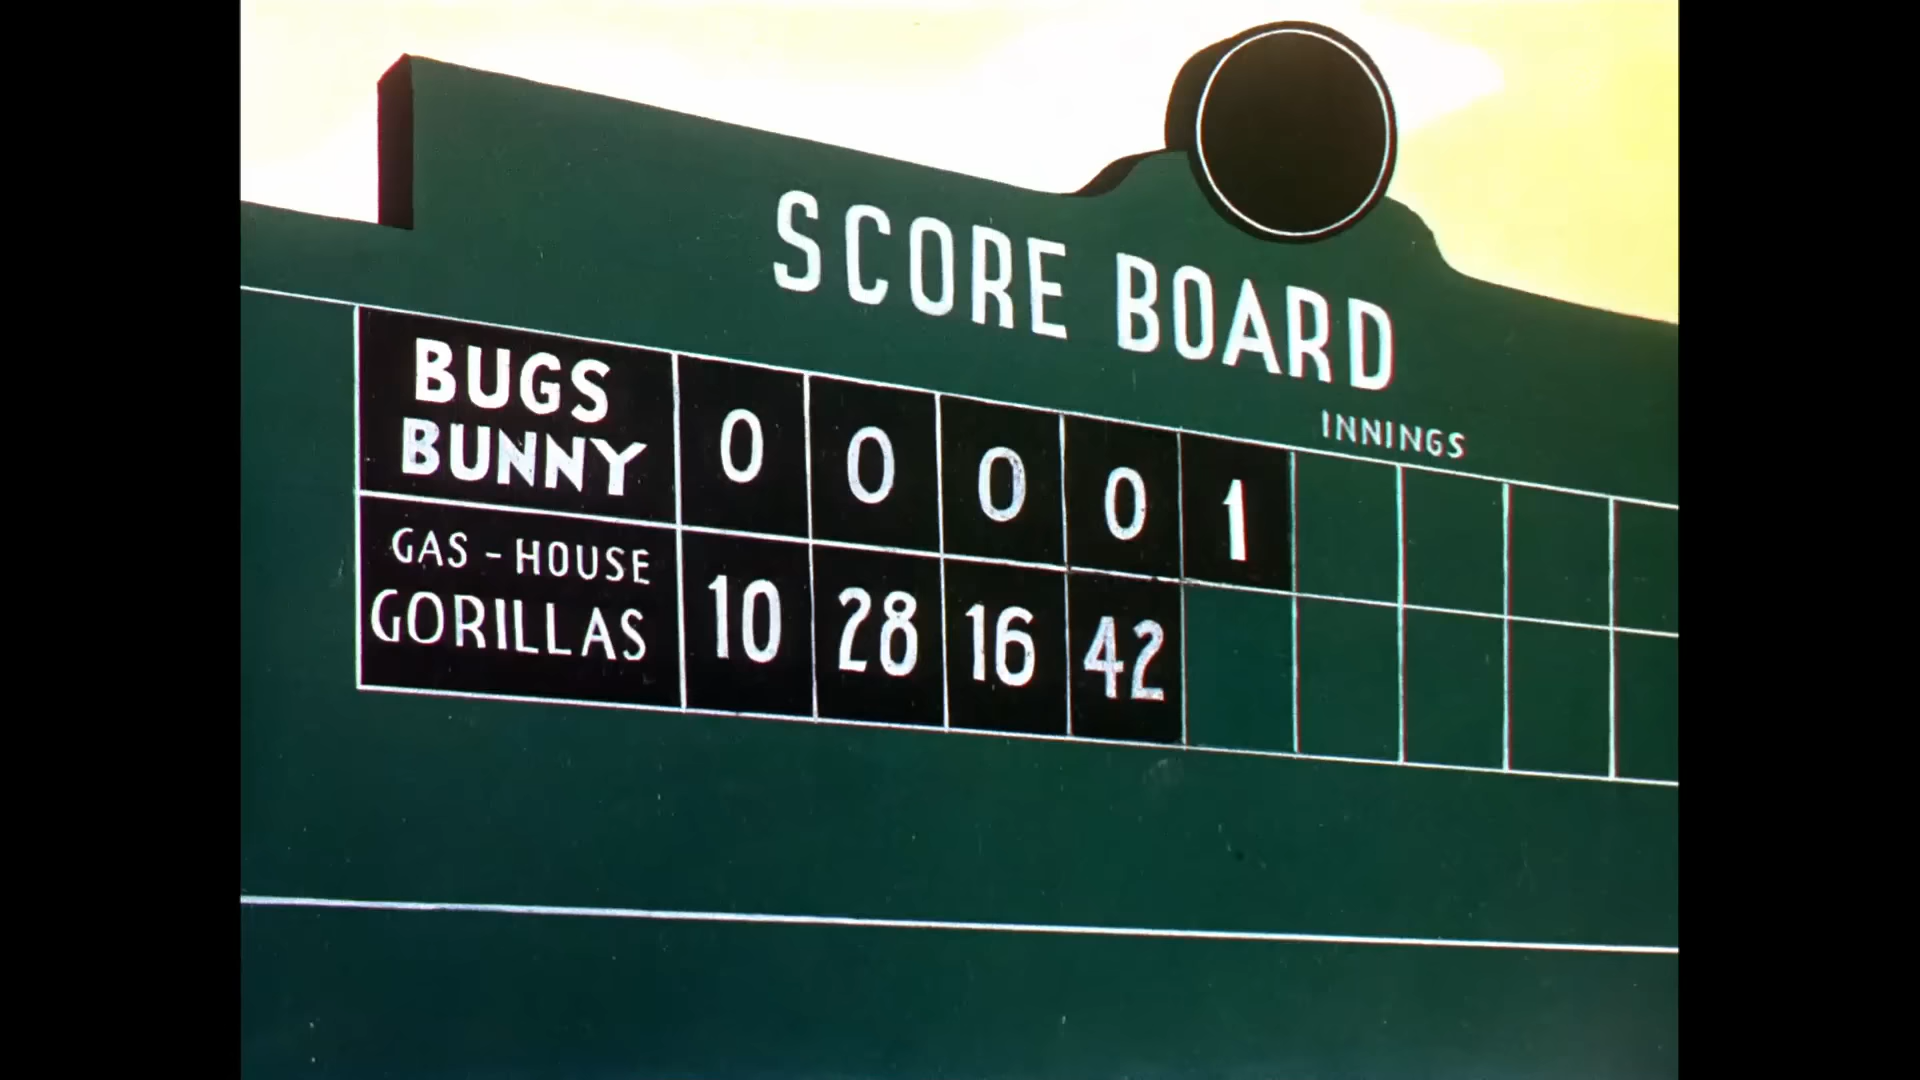 SCORE BOARD
INNINGS
BUGS
BUNNY
0 0 0 0 1
GAS-HOUSE
GORILLAS
10 28 16 42